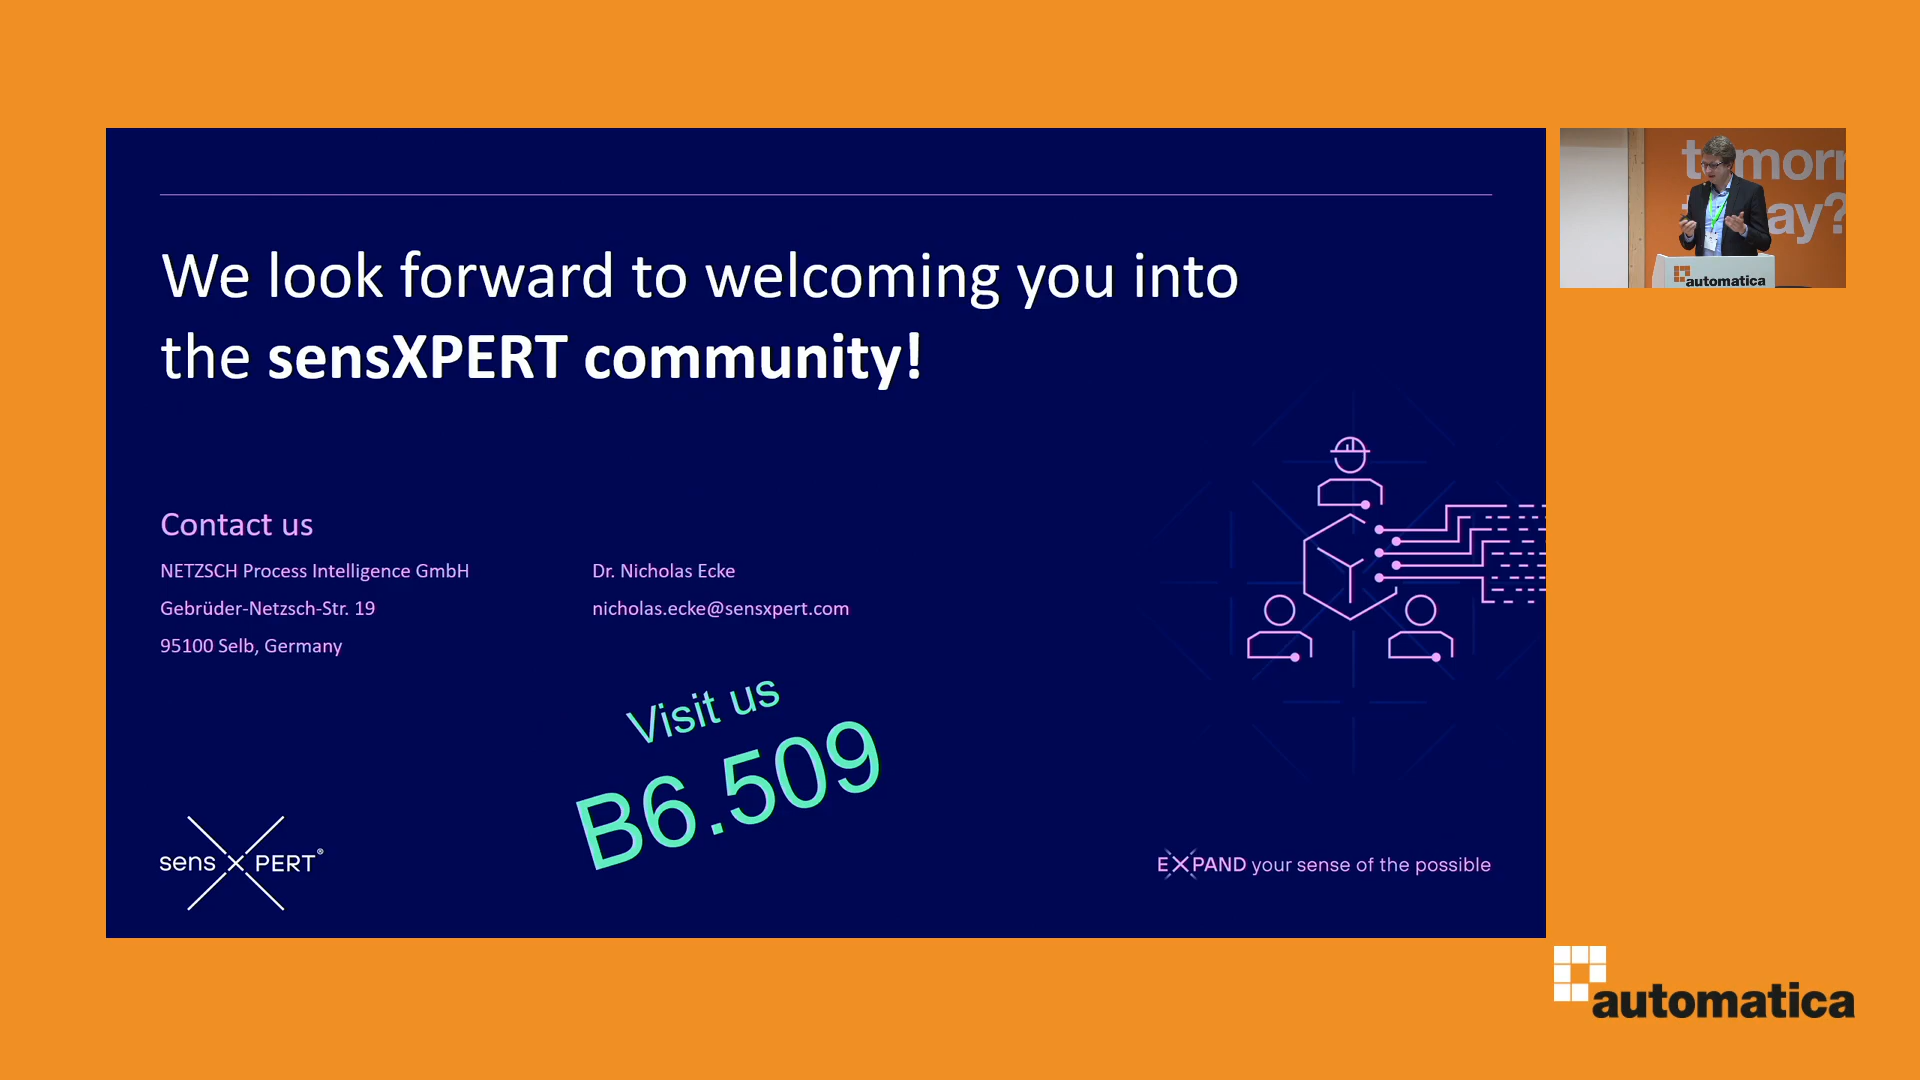 We look forward to welcoming you into
the sensXPERT community!
Contact us
NETZSCH Process Intelligence GmbH
Gebrüder-Netzsch-Str. 19
95100 Selb, Germany
Dr. Nicholas Ecke
nicholas.ecke@sensxpert.com
Visit us
B6.509
sensXPERT®
EXPAND your sense of the possible
automatica
automatica